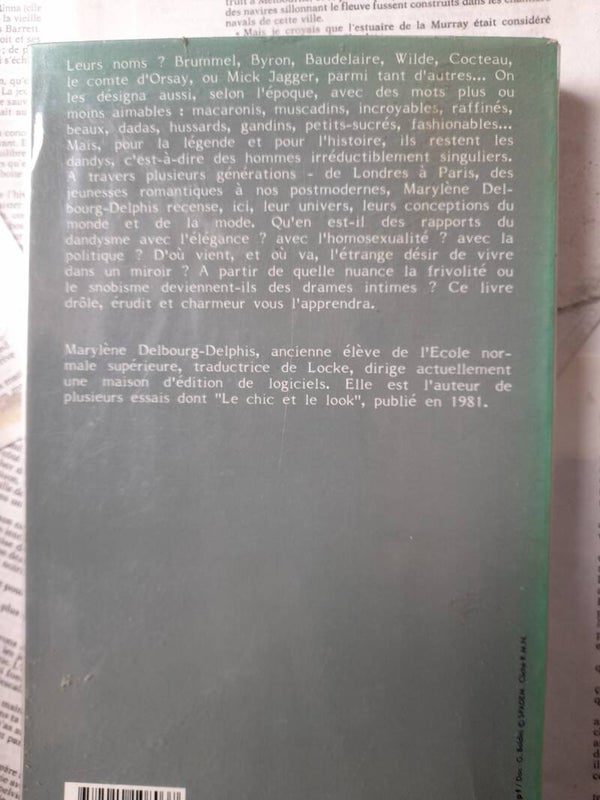 truit à Melbourne,
des navires sillonnant le fleuve fussent construits dans les
navals de cette ville.
« Mais je croyais que l'estuaire de la Murray était considéré
Leurs noms ? Brummel, Byron, Baudelaire, Wilde, Cocteau,
le comte d'Orsay, ou Mick Jagger, parmi tant d'autres... On
les désigna aussi, selon l'époque, avec des mots plus ou
moins aimables : macaronis, muscadins, incroyables, raffinés,
beaux, dadas, hussards, gandins, petits-sucrés, fashionables...
Mais, pour la légende et pour l'histoire, ils restent les
dandys, c'est-à-dire des hommes irréductiblement singuliers.
A travers plusieurs générations - de Londres à Paris, des
jeunesses romantiques à nos postmodernes, Marylène Del-
bourg-Delphis recense, ici, leur univers, leurs conceptions du
monde et de la mode. Qu'en est-il des rapports du
dandysme avec l'élégance ? avec l'homosexualité ? avec la
politique ? D'où vient, et où va, l'étrange désir de vivre
dans un miroir ? A partir de quelle nuance la frivolité ou
le snobisme deviennent-ils des drames intimes ? Ce livre
drôle, érudit et charmeur vous l'apprendra.
Marylène Delbourg-Delphis, ancienne élève de l'Ecole nor-
male supérieure, traductrice de Locke, dirige actuellement
une maison d'édition de logiciels. Elle est l'auteur de
plusieurs essais dont "Le chic et le look", publié en 1981.